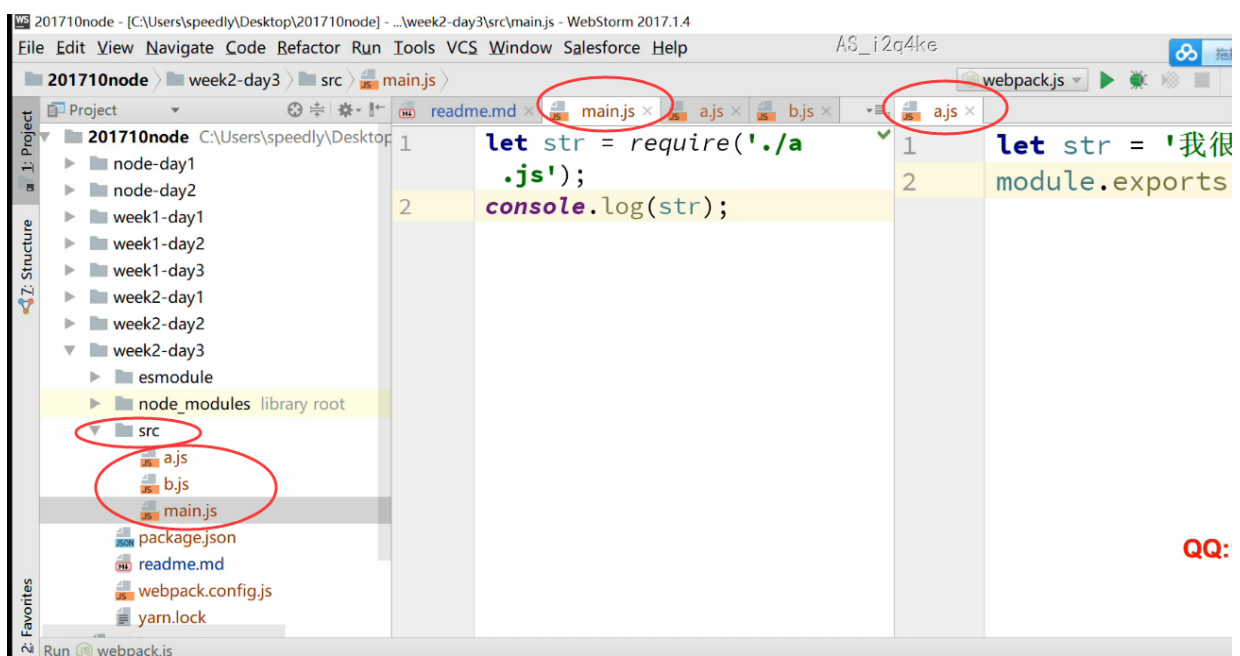 201710node - [C:\Users\speedly\Desktop\201710node] - ...\week2-day3\src\main.js - WebStorm 2017.1.4
File Edit View Navigate Code Refactor Run Tools VCS Window Salesforce Help
AS_i2q4ke
201710node week2-day3 src main.js
webpack.js
Project
readme.md main.js a.js b.js
a.js
1: Project
Z: Structure
2: Favorites
201710node C:\Users\speedly\Desktop
node-day1
node-day2
week1-day1
week1-day2
week1-day3
week2-day1
week2-day2
week2-day3
esmodule
node_modules library root
src
a.js
b.js
main.js
package.json
readme.md
webpack.config.js
yarn.lock
1 let str = require('./a
.js');
2 console.log(str);
1 let str = '我很
2 module.exports
QQ:
Run webpack.js